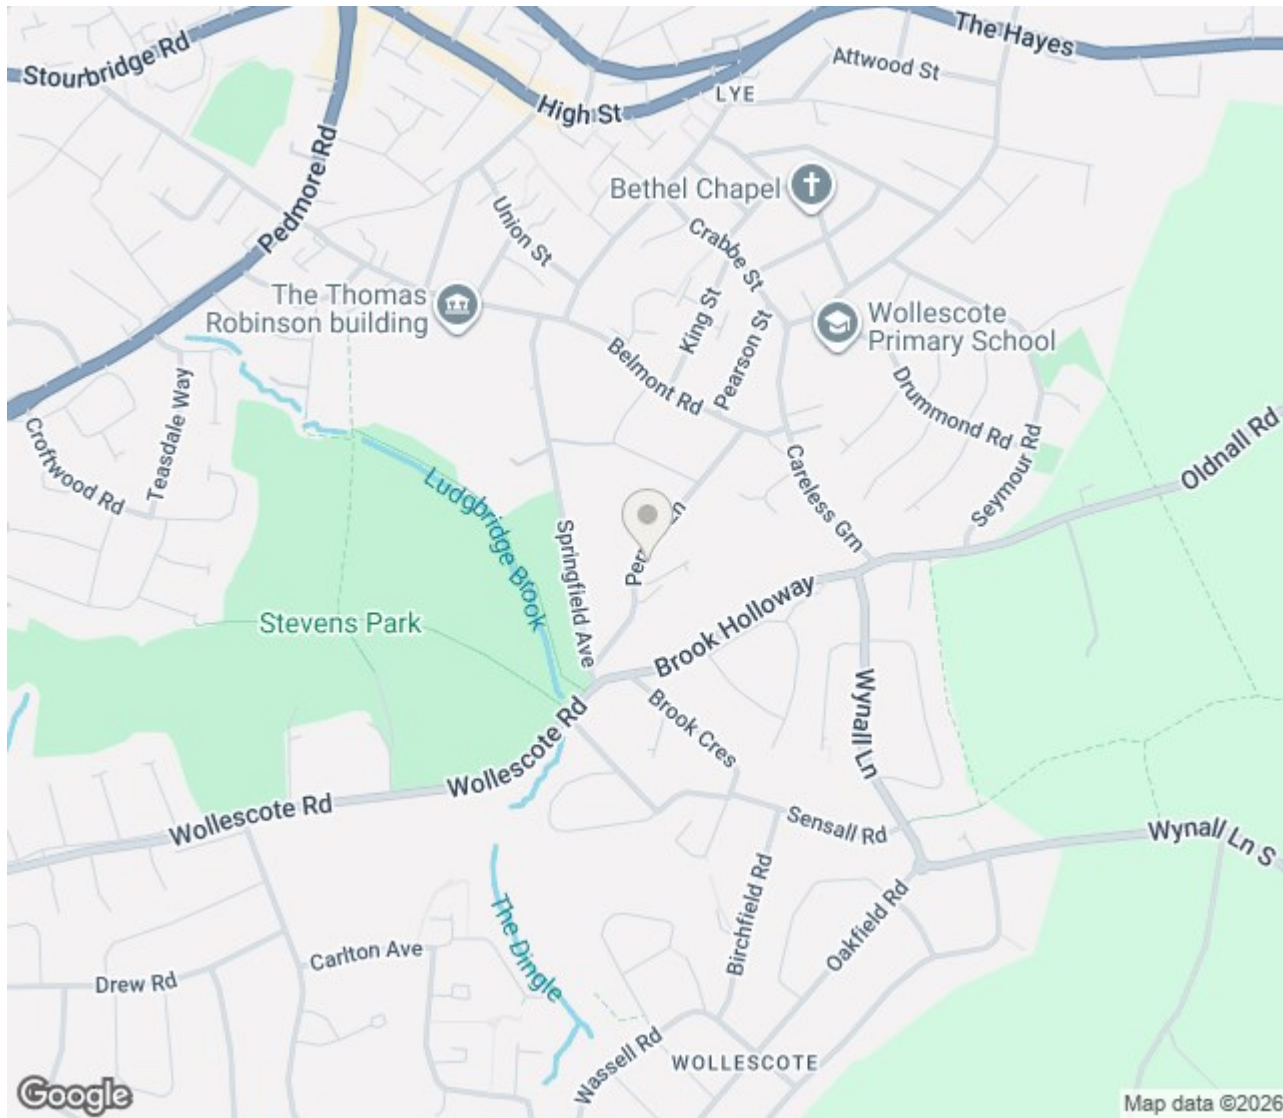 The Hayes
Stourbridge Rd
Attwood St
LYE
High St
Pedmore Rd
Bethel Chapel
Union St
Crabbe St
The Thomas
Robinson building
King St
Pearson St
Wollescote
Primary School
Belmont Rd
Drummond Rd
Teasdale Way
Croftwood Rd
Seymour Rd
Oldnall Rd
Careless Grn
Ludgbridge Brook
Springfield Ave
Stevens Park
Brook Holloway
Wynall Ln
Brook Cres
Wollescote Rd
Wollescote Rd
Sensall Rd
Wynall Ln S
Birchfield Rd
Oakfield Rd
The Dingle
Carlton Ave
Drew Rd
Wassell Rd
WOLLESCOTE
Google
Map data ©2026